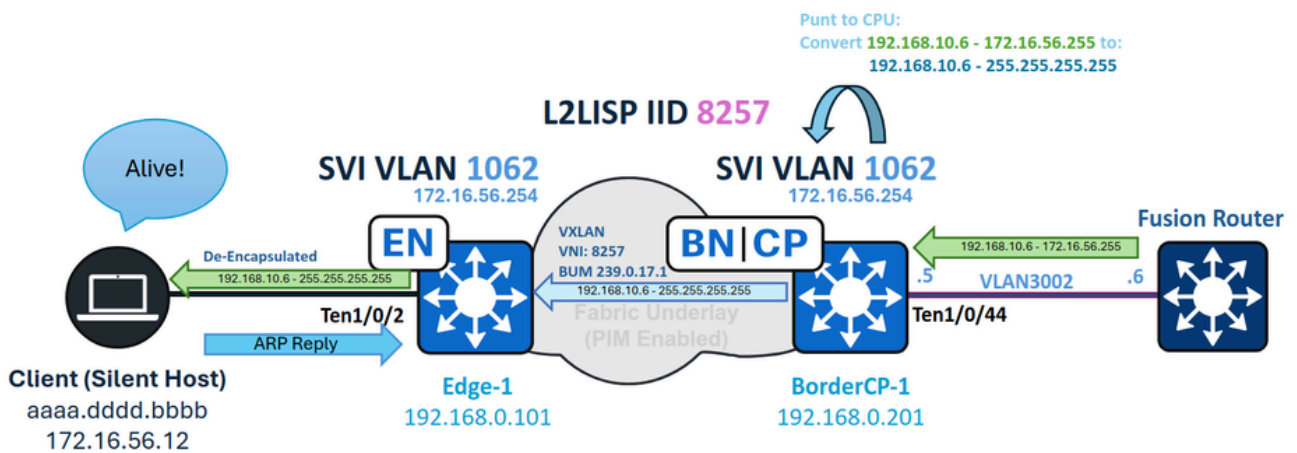 Punt to CPU:
Convert 192.168.10.6 - 172.16.56.255 to:
192.168.10.6 - 255.255.255.255
L2LISP IID 8257
Alive!
SVI VLAN 1062
172.16.56.254
SVI VLAN 1062
172.16.56.254
Fusion Router
EN
BN|CP
De-Encapsulated
192.168.10.6 - 255.255.255.255
VXLAN
VNI: 8257
BUM 239.0.17.1
192.168.10.6 - 255.255.255.255
192.168.10.6 - 172.16.56.255
.5
VLAN3002
.6
Fabric Underlay
(PIM Enabled)
Ten1/0/2
Ten1/0/44
ARP Reply
Client (Silent Host)
aaaa.dddd.bbbb
172.16.56.12
Edge-1
192.168.0.101
BorderCP-1
192.168.0.201